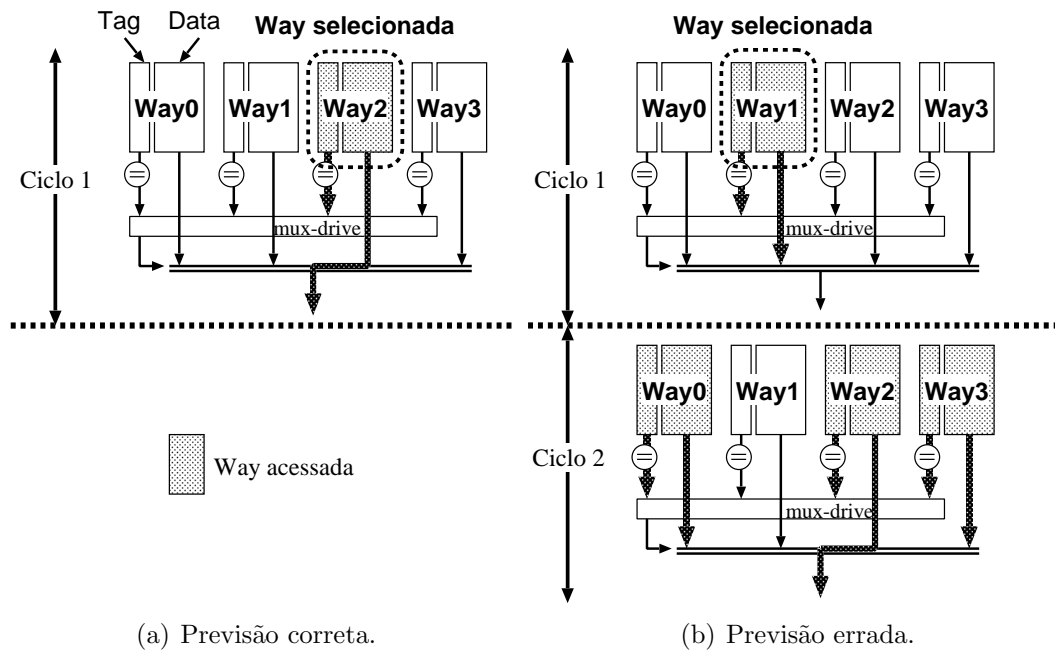 Tag Data
Way selecionada
Way0 Way1 Way2 Way3
Ciclo 1
= = = =
mux-drive
Way acessada
(a) Previsão correta.
Way selecionada
Way0 Way1 Way2 Way3
Ciclo 1
= = = =
mux-drive
Way0 Way1 Way2 Way3
Ciclo 2
= = = =
mux-drive
(b) Previsão errada.